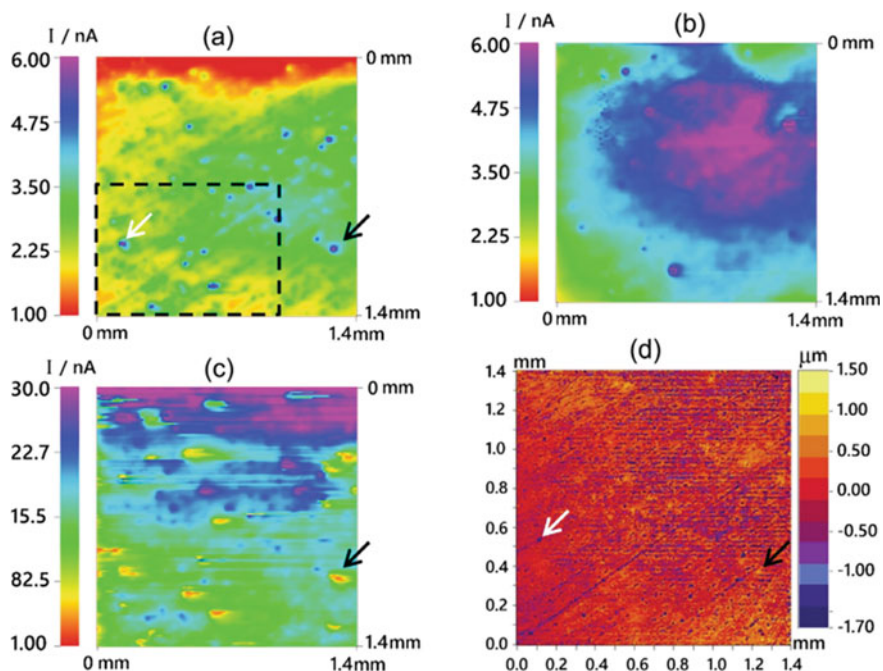 I / nA
(a)
6.00
4.75
3.50
2.25
1.00
0 mm
1.4mm
0 mm
1.4mm
I / nA
(b)
6.00
4.75
3.50
2.25
1.00
0 mm
1.4mm
0 mm
1.4mm
I / nA
(c)
30.0
22.7
15.5
82.5
1.00
0 mm
1.4mm
0 mm
1.4mm
(d)
mm
1.4
1.2
1.0
0.8
0.6
0.4
0.2
0.0
0.0 0.2 0.4 0.6 0.8 1.0 1.2 1.4
mm
μm
1.50
1.00
0.50
0.00
-0.50
-1.00
-1.70